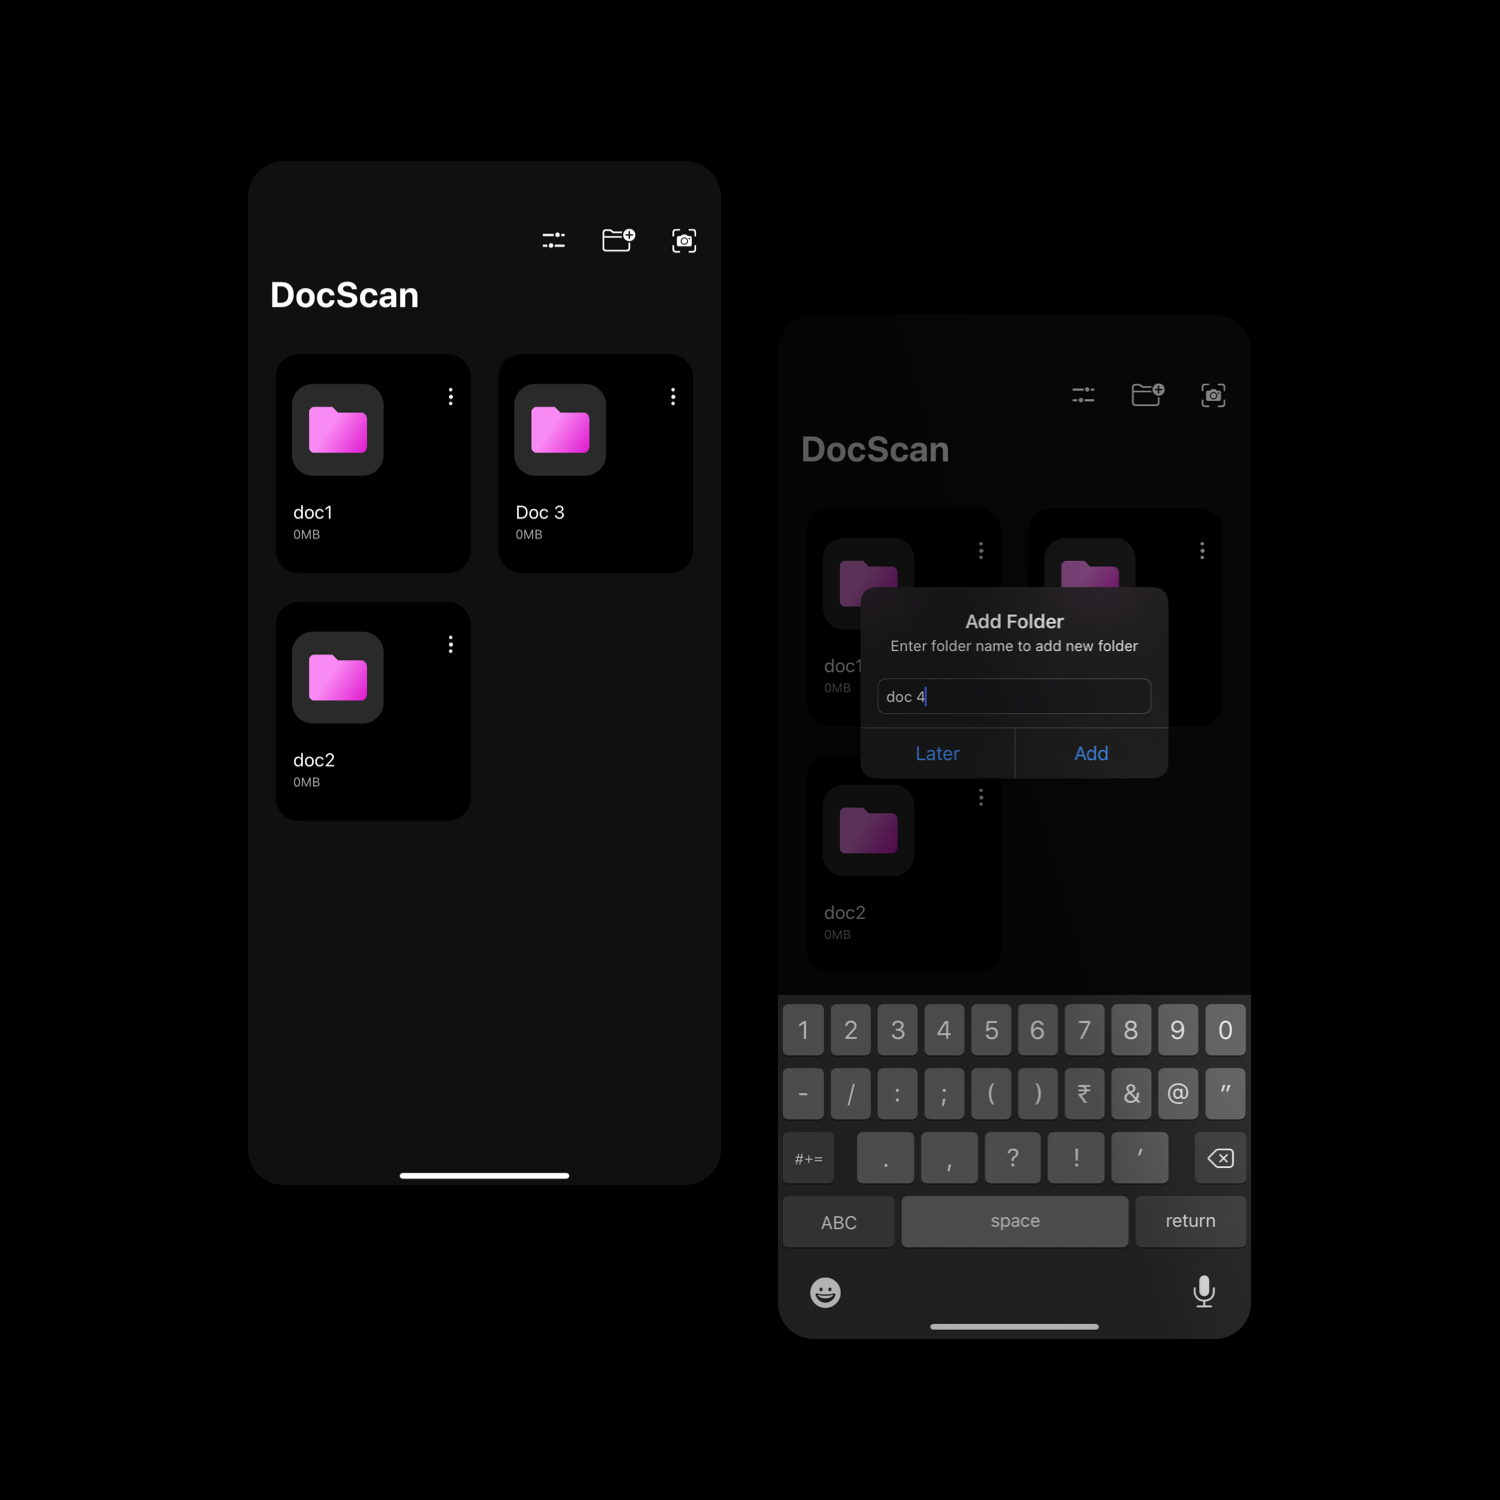 DocScan
doc1
0MB
Doc 3
0MB
doc2
0MB
DocScan
doc1
0MB
Add Folder
Enter folder name to add new folder
doc 4
Later
Add
doc2
0MB
1 2 3 4 5 6 7 8 9 0
- / : ; ( ) ₹ & @ "
#+= . , ? ! '
ABC space return